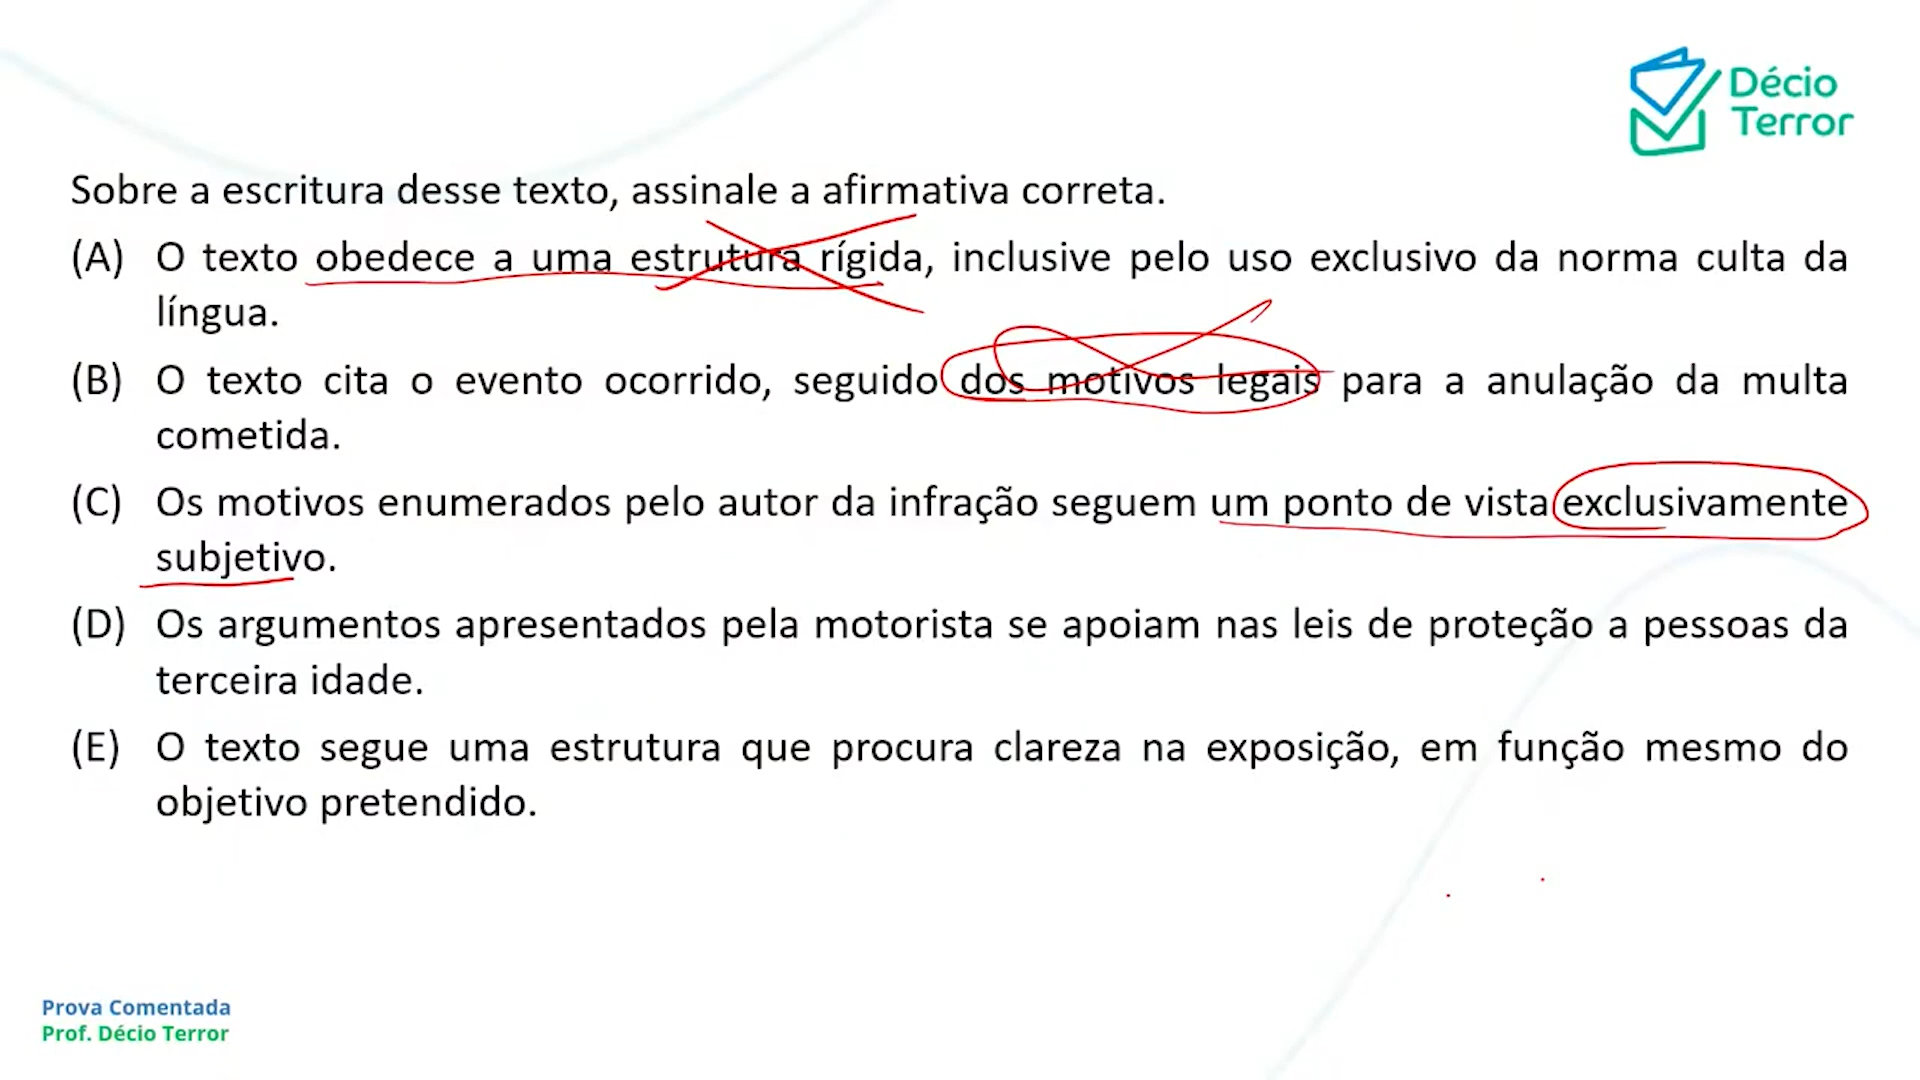 Décio
Terror
Sobre a escritura desse texto, assinale a afirmativa correta.
(A) O texto obedece a uma estrutura rígida, inclusive pelo uso exclusivo da norma culta da
língua.
(B) O texto cita o evento ocorrido, seguido dos motivos legais para a anulação da multa
cometida.
(C) Os motivos enumerados pelo autor da infração seguem um ponto de vista exclusivamente
subjetivo.
(D) Os argumentos apresentados pela motorista se apoiam nas leis de proteção a pessoas da
terceira idade.
(E) O texto segue uma estrutura que procura clareza na exposição, em função mesmo do
objetivo pretendido.
Prova Comentada
Prof. Décio Terror